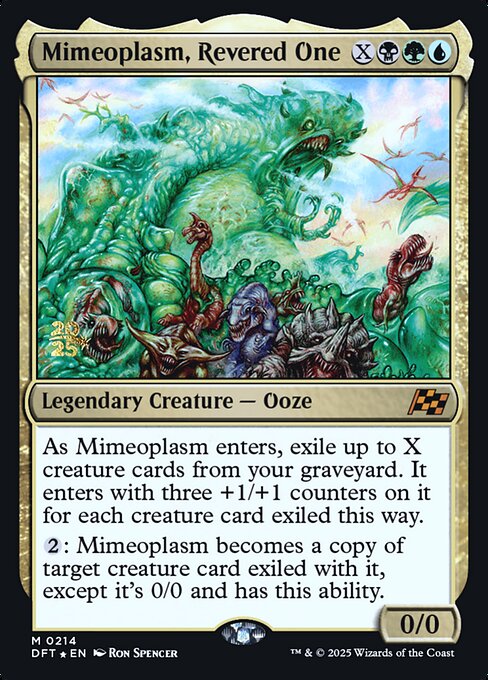 Mimeoplasm, Revered One X
20
25
Legendary Creature — Ooze
As Mimeoplasm enters, exile up to X
creature cards from your graveyard. It
enters with three +1/+1 counters on it
for each creature card exiled this way.
2: Mimeoplasm becomes a copy of
target creature card exiled with it,
except it's 0/0 and has this ability.
0/0
M 0214
DFT ★ EN Ron Spencer
™ & © 2025 Wizards of the Coast